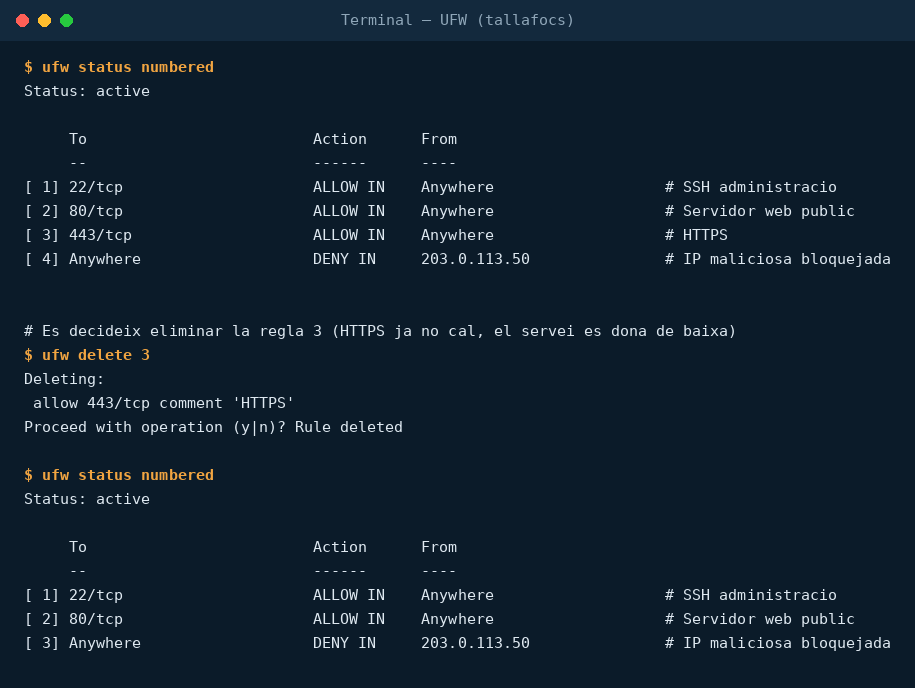 Terminal — UFW (tallafocs)
$ ufw status numbered
Status: active
     To                         Action      From
     --                         ------      ----
[ 1] 22/tcp                     ALLOW IN    Anywhere                   # SSH administracio
[ 2] 80/tcp                     ALLOW IN    Anywhere                   # Servidor web public
[ 3] 443/tcp                    ALLOW IN    Anywhere                   # HTTPS
[ 4] Anywhere                   DENY IN     203.0.113.50               # IP maliciosa bloquejada
# Es decideix eliminar la regla 3 (HTTPS ja no cal, el servei es dona de baixa)
$ ufw delete 3
Deleting:
 allow 443/tcp comment 'HTTPS'
Proceed with operation (y|n)? Rule deleted
$ ufw status numbered
Status: active
     To                         Action      From
     --                         ------      ----
[ 1] 22/tcp                     ALLOW IN    Anywhere                   # SSH administracio
[ 2] 80/tcp                     ALLOW IN    Anywhere                   # Servidor web public
[ 3] Anywhere                   DENY IN     203.0.113.50               # IP maliciosa bloquejada